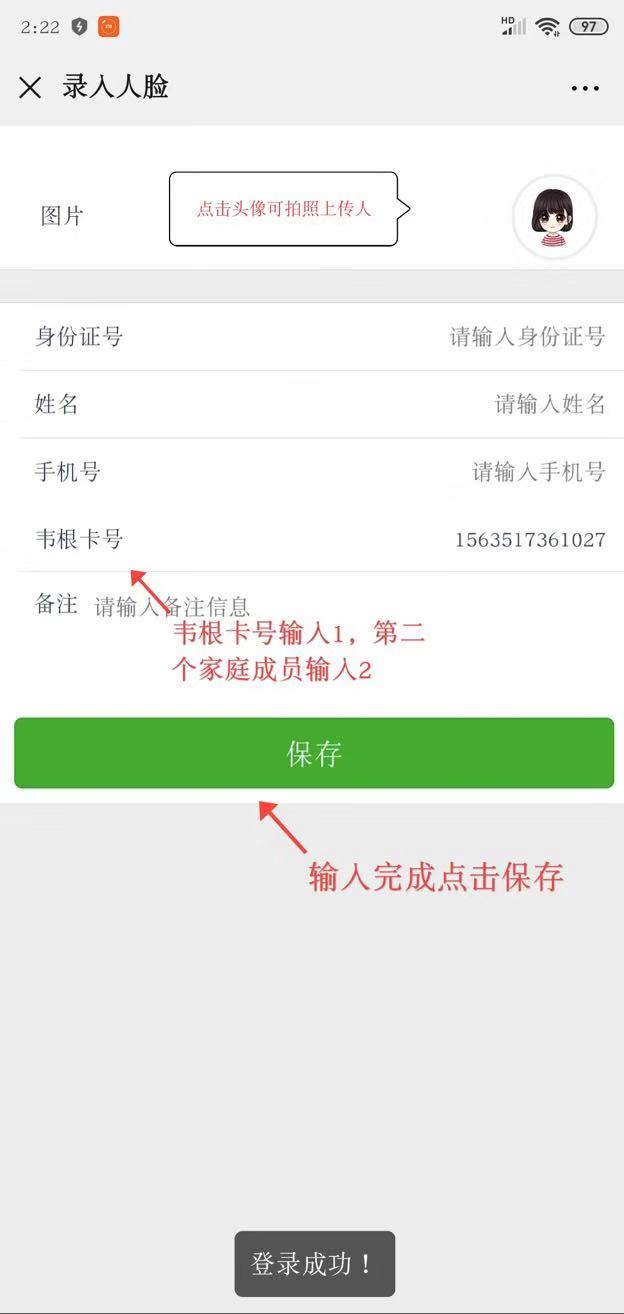 2:22
HD
97
录入人脸
图片
点击头像可拍照上传人
身份证号
请输入身份证号
姓名
请输入姓名
手机号
请输入手机号
韦根卡号
1563517361027
备注
请输入备注信息
韦根卡号输入1，第二
个家庭成员输入2
保存
输入完成点击保存
登录成功！